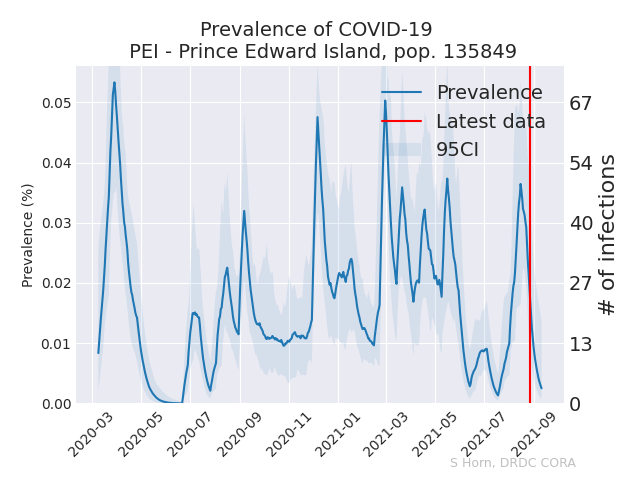 Prevalence of COVID-19
PEI - Prince Edward Island, pop. 135849
Prevalence
Latest data
95CI
Prevalence (%)
0.05
0.04
0.03
0.02
0.01
0.00
67
54
40
27
13
0
# of infections
2020-03
2020-05
2020-07
2020-09
2020-11
2021-01
2021-03
2021-05
2021-07
2021-09
S Horn, DRDC CORA